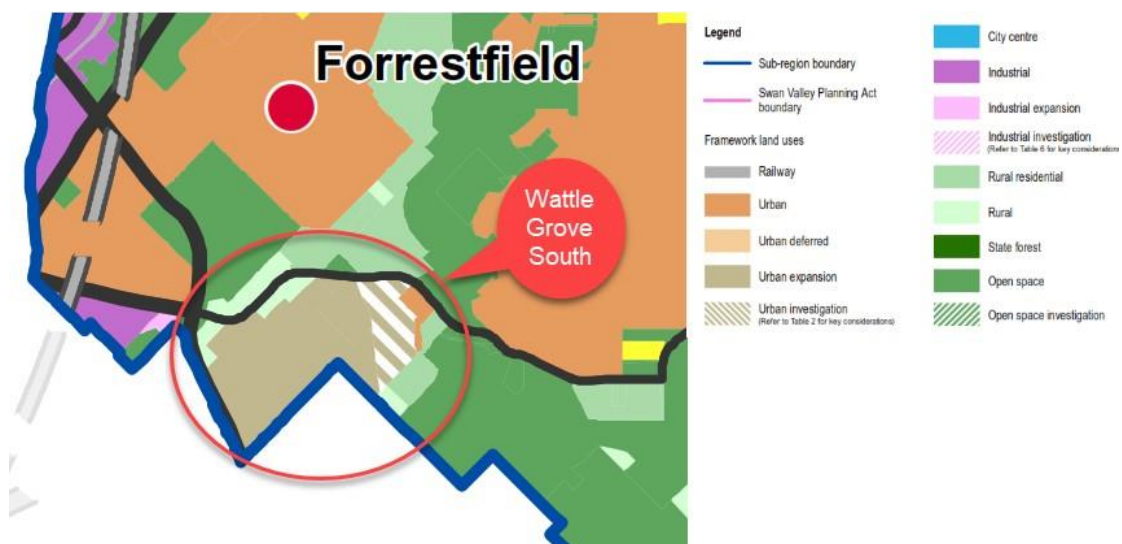 Forrestfield
Wattle
Grove
South
Legend
Sub-region boundary
Swan Valley Planning Act
boundary
Framework land uses
Railway
Urban
Urban deferred
Urban expansion
Urban investigation
(Refer to Table 2 for key considerations)
City centre
Industrial
Industrial expansion
Industrial investigation
(Refer to Table 6 for key considerations
Rural residential
Rural
State forest
Open space
Open space investigation